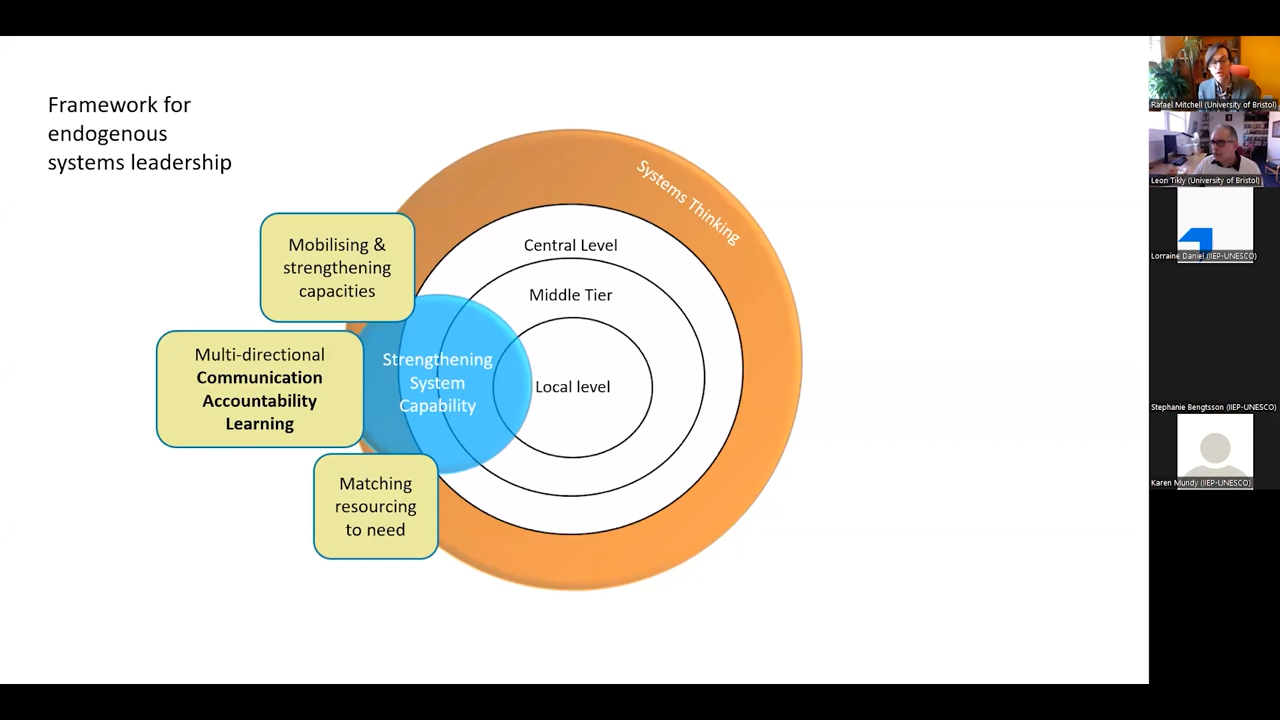 Framework for
endogenous
systems leadership
Systems Thinking
Central Level
Middle Tier
Local level
Strengthening
System
Capability
Mobilising &
strengthening
capacities
Multi-directional
Communication
Accountability
Learning
Matching
resourcing
to need
Rafael Mitchell (University of Bristol)
Leon Tikly (University of Bristol)
Lorraine Daniel (IIEP-UNESCO)
Stephanie Bengtsson (IIEP-UNESCO)
Karen Mundy (IIEP-UNESCO)